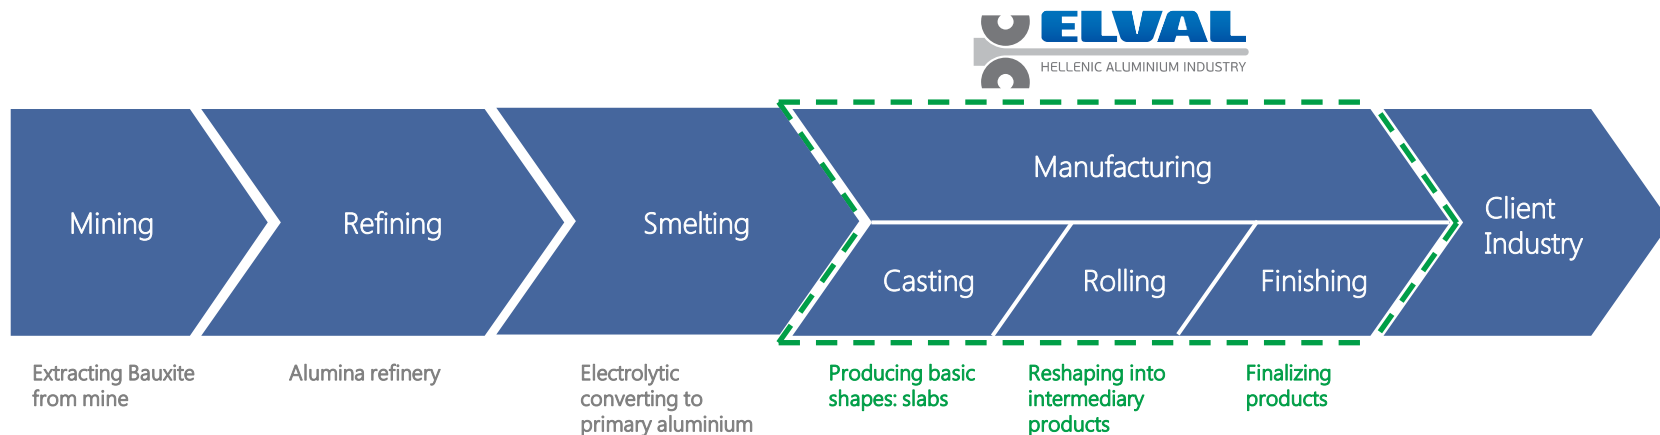 ELVAL
HELLENIC ALUMINIUM INDUSTRY
Mining
Refining
Smelting
Manufacturing
Casting
Rolling
Finishing
Client
Industry
Extracting Bauxite
from mine
Alumina refinery
Electrolytic
converting to
primary aluminium
Producing basic
shapes: slabs
Reshaping into
intermediary
products
Finalizing
products